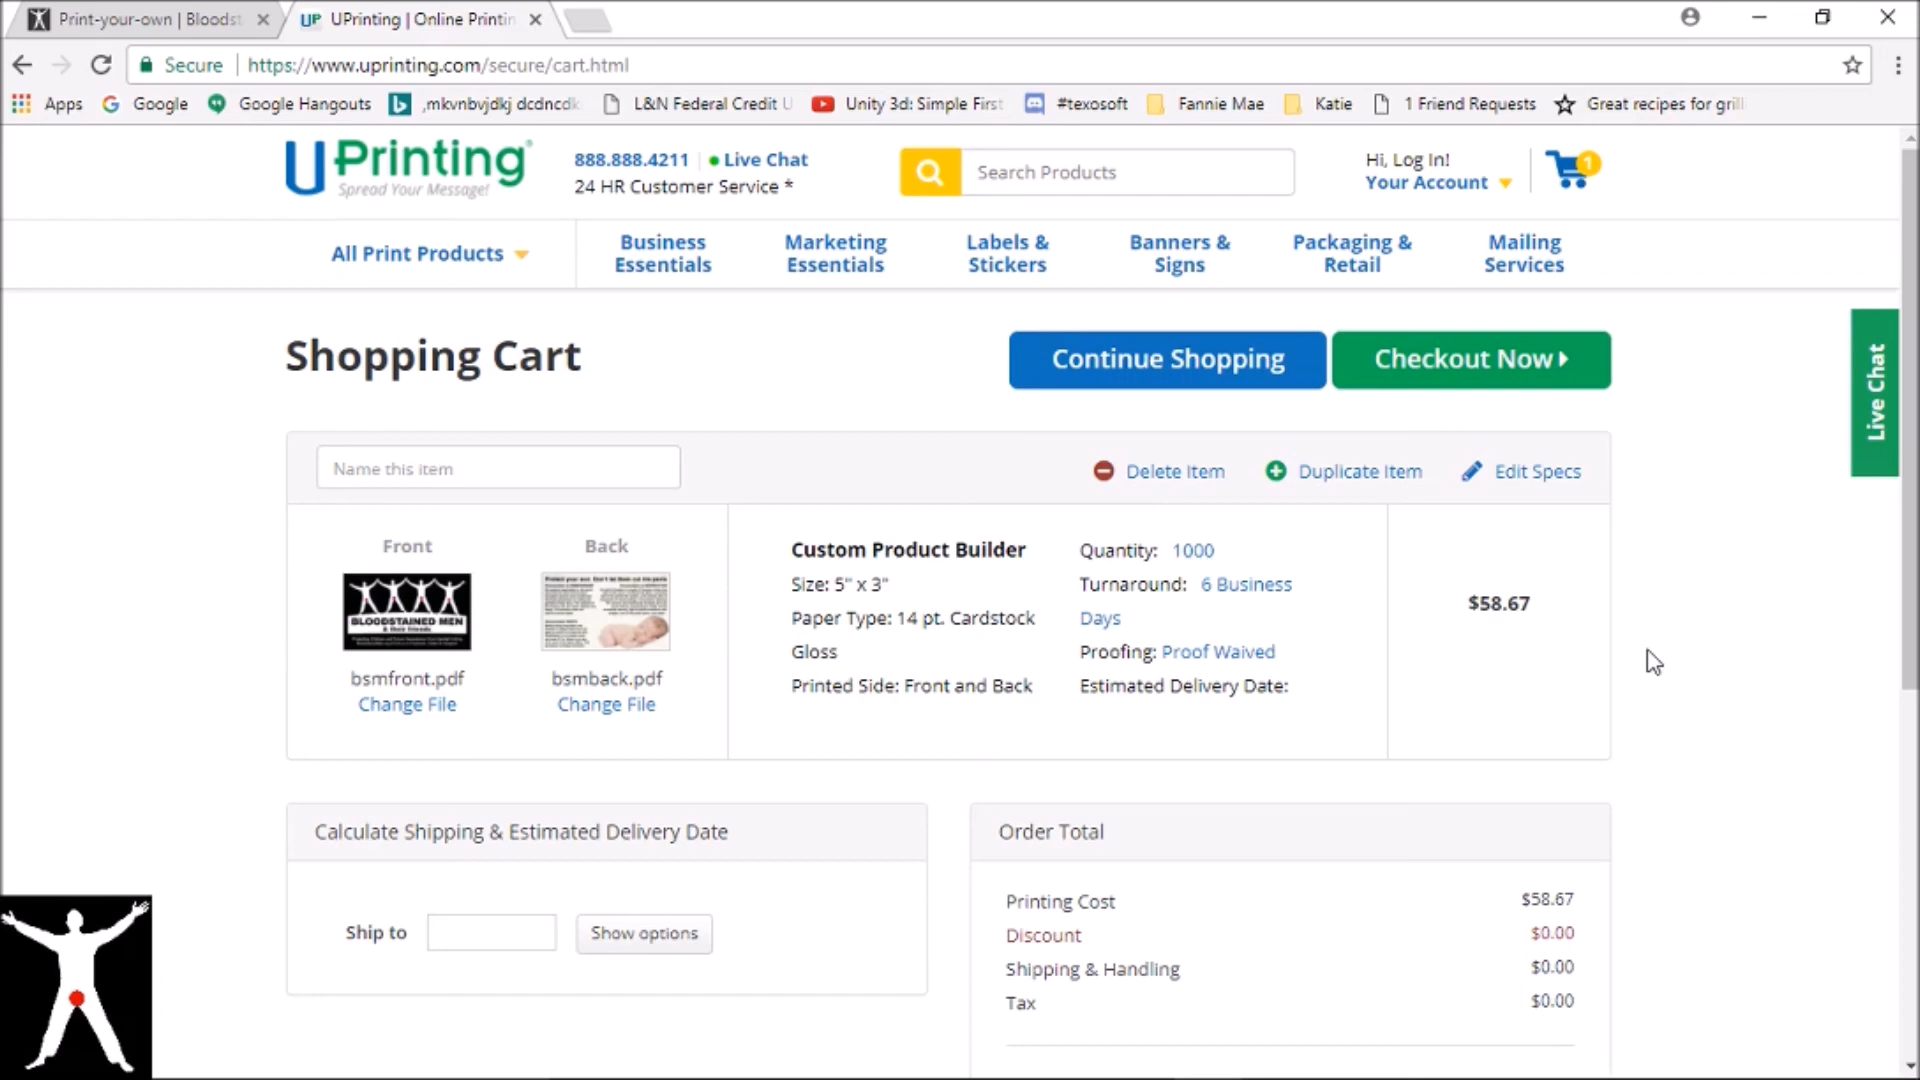 Print-your-own | Bloodst
UPrinting | Online Printin
Secure
https://www.uprinting.com/secure/cart.html
Apps
Google
Google Hangouts
,mkvnbvjdkj dcdncdk
L&N Federal Credit U
Unity 3d: Simple First
#texosoft
Fannie Mae
Katie
1 Friend Requests
Great recipes for grill
UPrinting
Spread Your Message!
888.888.4211
Live Chat
24 HR Customer Service *
Search Products
Hi, Log In!
Your Account
1
All Print Products
Business
Essentials
Marketing
Essentials
Labels &
Stickers
Banners &
Signs
Packaging &
Retail
Mailing
Services
Live Chat
Shopping Cart
Continue Shopping
Checkout Now
Name this item
Delete Item
Duplicate Item
Edit Specs
Front
Back
BLOODSTAINED MEN
& their friends
bsmfront.pdf
Change File
bsmback.pdf
Change File
Custom Product Builder
Size: 5" x 3"
Paper Type: 14 pt. Cardstock
Gloss
Printed Side: Front and Back
Quantity: 1000
Turnaround: 6 Business
Days
Proofing: Proof Waived
Estimated Delivery Date:
$58.67
Calculate Shipping & Estimated Delivery Date
Ship to
Show options
Order Total
Printing Cost $58.67
Discount $0.00
Shipping & Handling $0.00
Tax $0.00